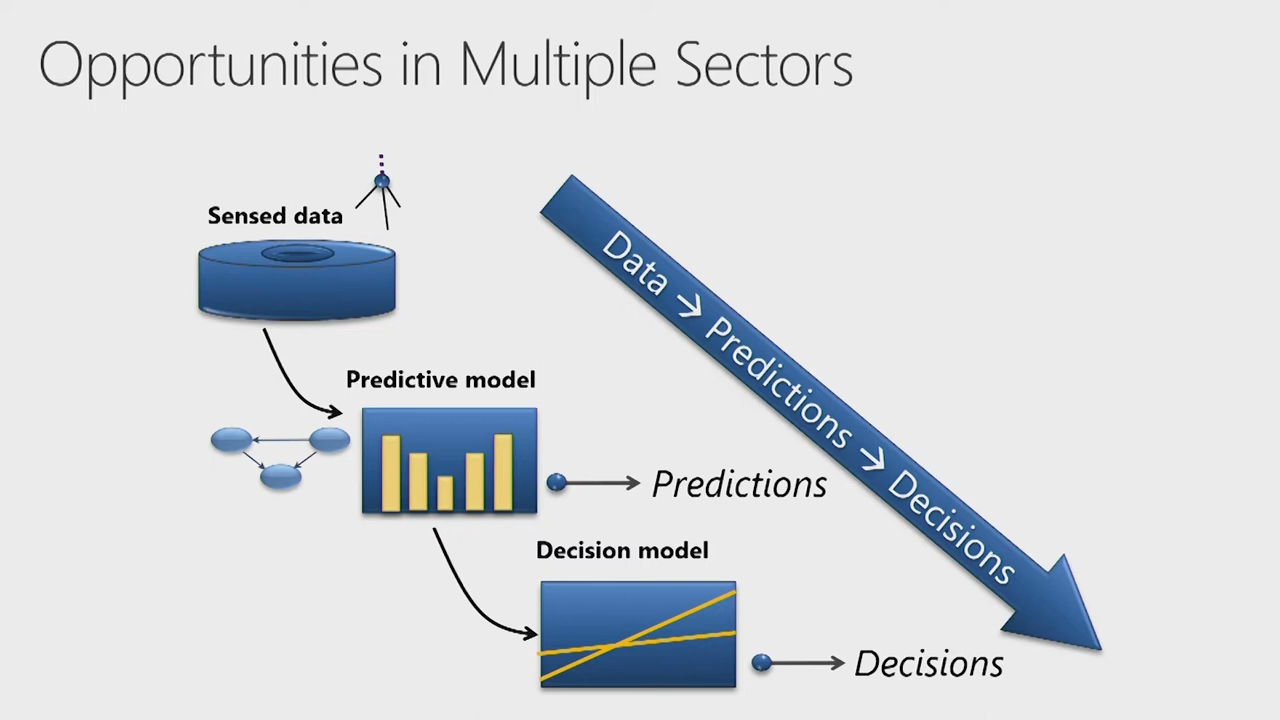 Opportunities in Multiple Sectors
Sensed data
Data → Predictions → Decisions
Predictive model
Predictions
Decision model
Decisions